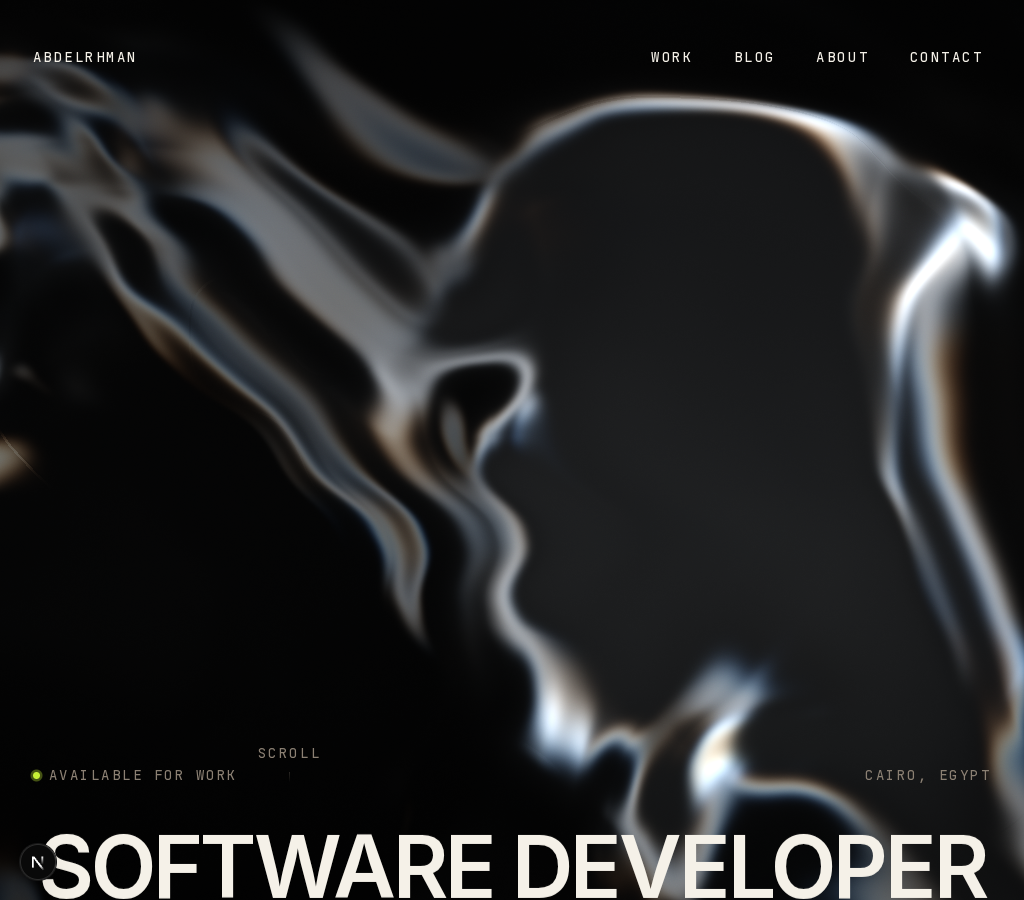 ABDELRHMAN
WORK BLOG ABOUT CONTACT
SCROLL
AVAILABLE FOR WORK
CAIRO, EGYPT
SOFTWARE DEVELOPER
N